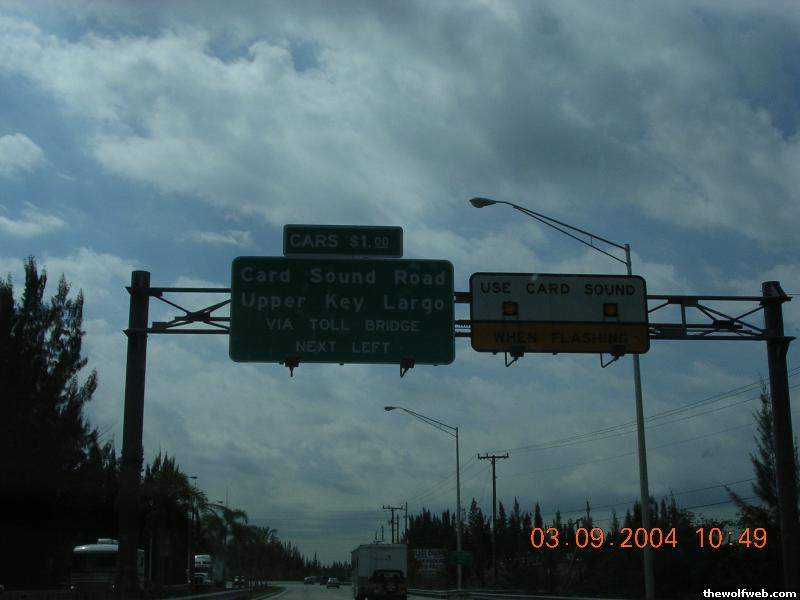 CARS $1.00
Card Sound Road
Upper Key Largo
VIA TOLL BRIDGE
NEXT LEFT
USE CARD SOUND
WHEN FLASHING
03.09.2004 10:49
thewolfweb.com